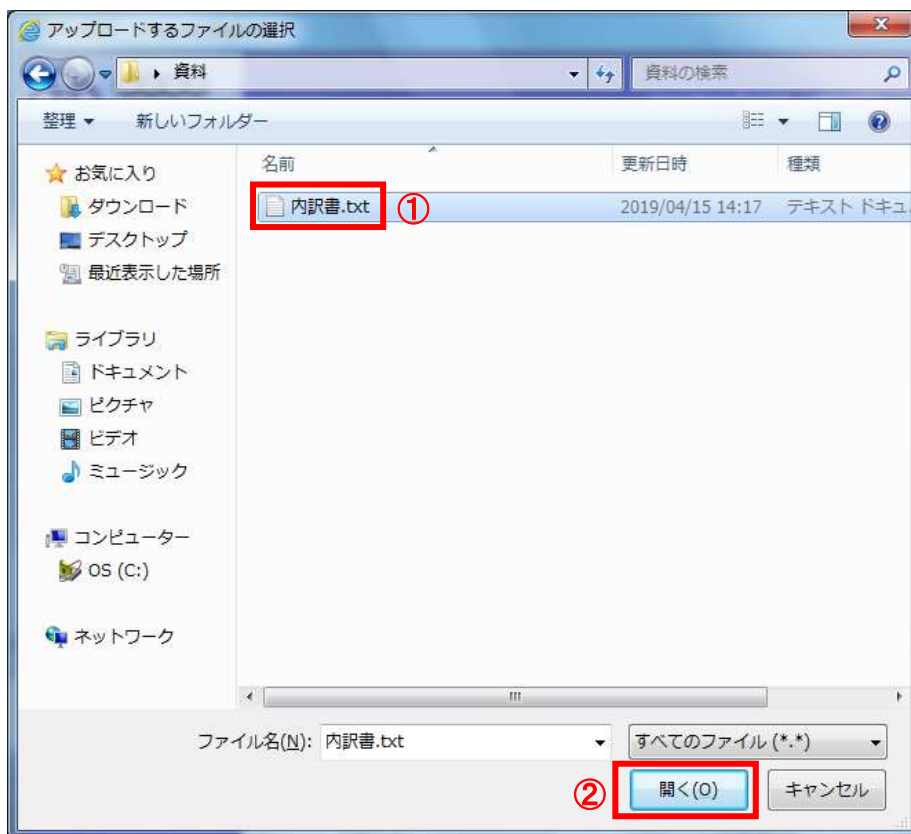 アップロードするファイルの選択
資料
資料の検索
整理
新しいフォルダー
名前
更新日時
種類
お気に入り
ダウンロード
デスクトップ
最近表示した場所
ライブラリ
ドキュメント
ピクチャ
ビデオ
ミュージック
コンピューター
OS (C:)
ネットワーク
内訳書.txt ① 2019/04/15 14:17 テキスト ドキュ
ファイル名(N): 内訳書.txt
すべてのファイル (*.*)
② 開く(O)
キャンセル